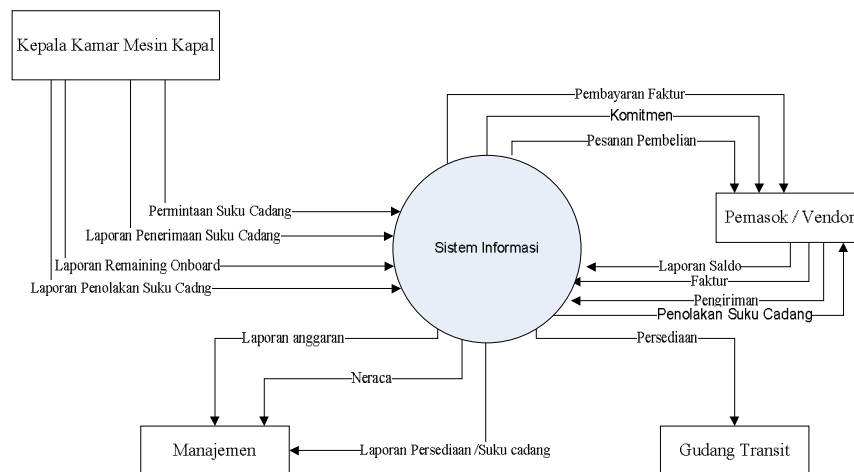 Kepala Kamar Mesin Kapal
Pembayaran Faktur
Komitmen
Pesanan Pembelian
Permintaan Suku Cadang
Laporan Penerimaan Suku Cadang
Laporan Remaining Onboard
Laporan Penolakan Suku Cadng
Sistem Informasi
Pemasok / Vendor
Laporan Saldo
Faktur
Pengiriman
Penolakan Suku Cadang
Laporan anggaran
Persediaan
Neraca
Manajemen
Laporan Persediaan /Suku cadang
Gudang Transit